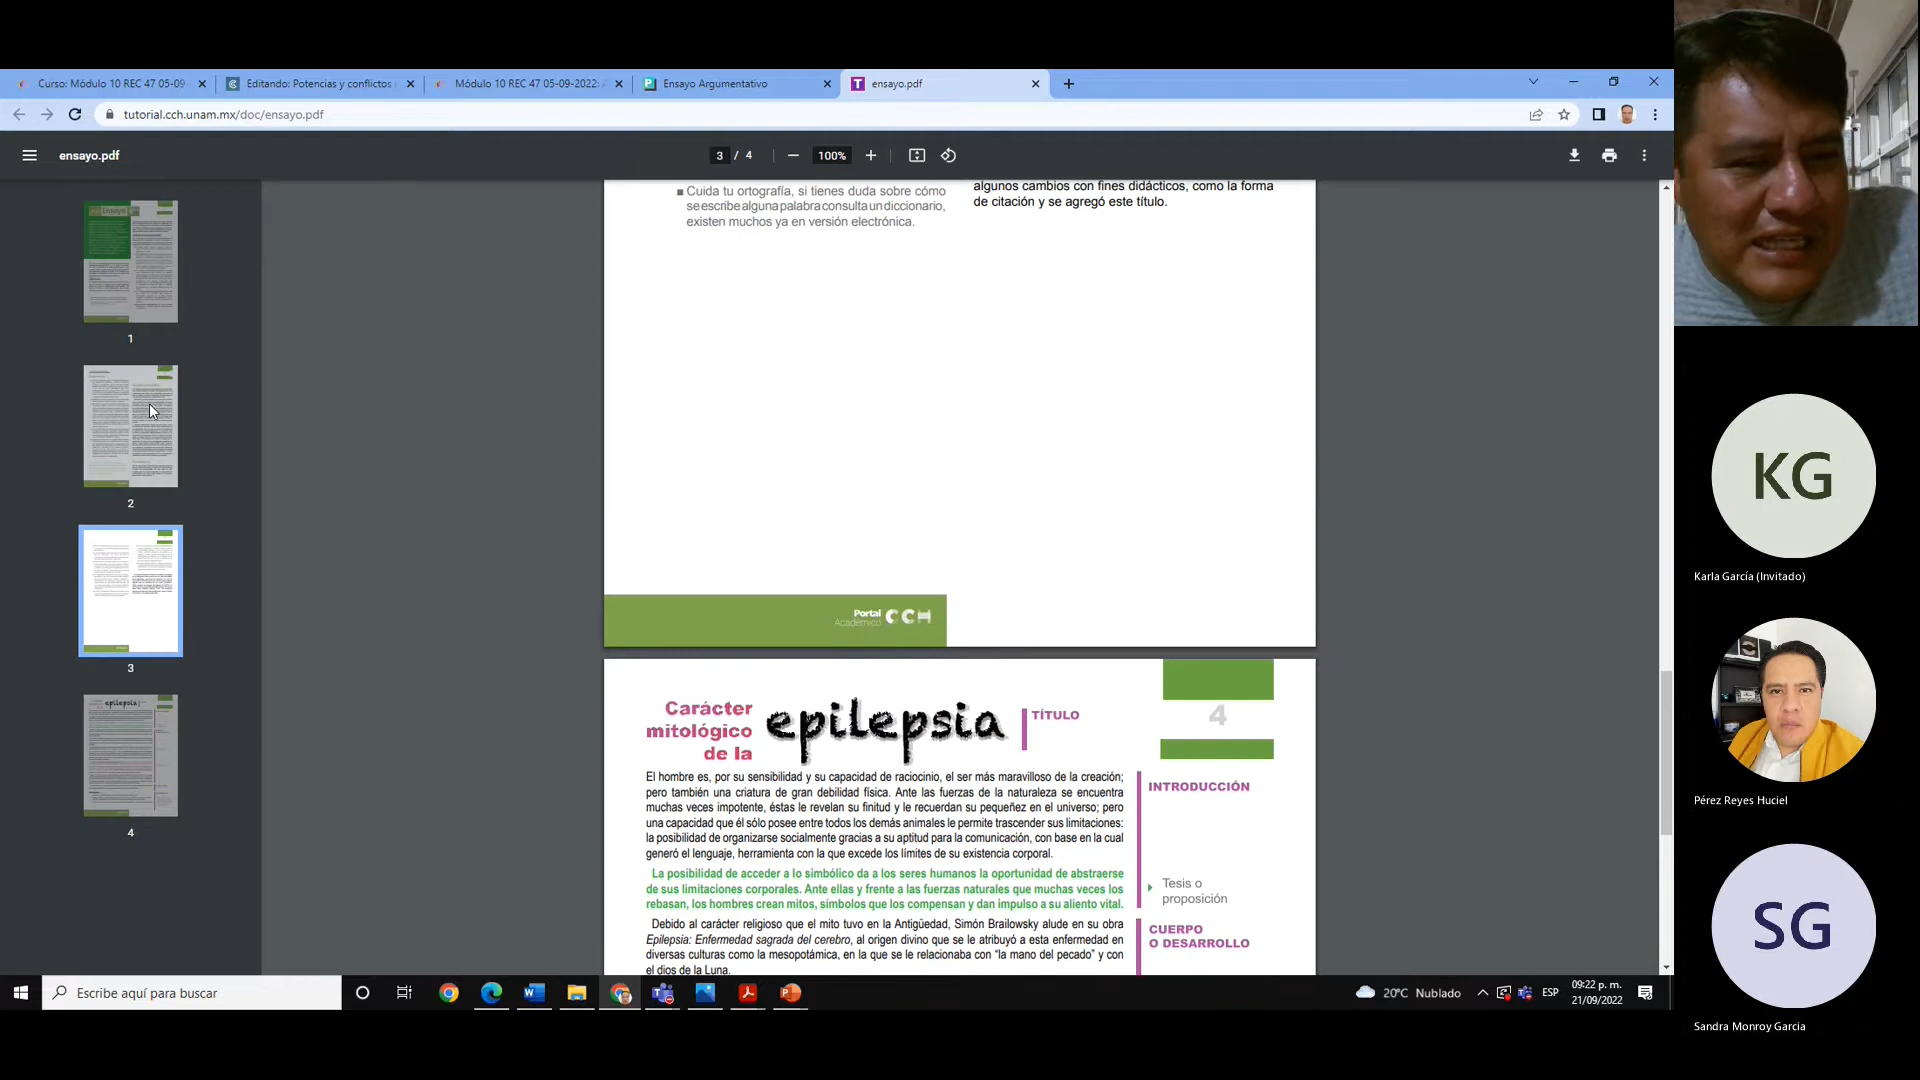 Curso: Módulo 10 REC 47 05-09
Editando: Potencias y conflictos
Módulo 10 REC 47 05-09-2022:
Ensayo Argumentativo
ensayo.pdf
tutorial.cch.unam.mx/doc/ensayo.pdf
ensayo.pdf
3 / 4
100%
1
2
3
epilepsia
4
■ Cuida tu ortografía, si tienes duda sobre cómo
se escribe alguna palabra consulta un diccionario,
existen muchos ya en versión electrónica.
algunos cambios con fines didácticos, como la forma
de citación y se agregó este título.
Portal
Académico CCH
Carácter
mitológico
de la
epilepsia
TÍTULO
4
El hombre es, por su sensibilidad y su capacidad de raciocinio, el ser más maravilloso de la creación;
pero también una criatura de gran debilidad física. Ante las fuerzas de la naturaleza se encuentra
muchas veces impotente, éstas le revelan su finitud y le recuerdan su pequeñez en el universo; pero
una capacidad que él sólo posee entre todos los demás animales le permite trascender sus limitaciones:
la posibilidad de organizarse socialmente gracias a su aptitud para la comunicación, con base en la cual
generó el lenguaje, herramienta con la que excede los límites de su existencia corporal.
INTRODUCCIÓN
La posibilidad de acceder a lo simbólico da a los seres humanos la oportunidad de abstraerse
de sus limitaciones corporales. Ante ellas y frente a las fuerzas naturales que muchas veces los
rebasan, los hombres crean mitos, símbolos que los compensan y dan impulso a su aliento vital.
Tesis o
proposición
Debido al carácter religioso que el mito tuvo en la Antigüedad, Simón Brailowsky alude en su obra
Epilepsia: Enfermedad sagrada del cerebro, al origen divino que se le atribuyó a esta enfermedad en
diversas culturas como la mesopotámica, en la que se le relacionaba con “la mano del pecado” y con
el dios de la Luna.
CUERPO
O DESARROLLO
Escribe aquí para buscar
20°C Nublado
ESP
09:22 p. m.
21/09/2022
KG
Karla García (Invitado)
Pérez Reyes Huciel
SG
Sandra Monroy Garcia